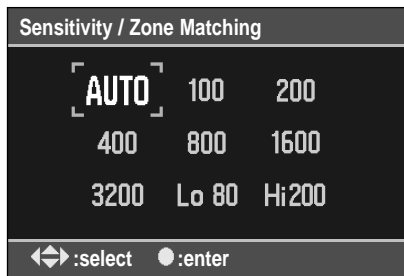 Sensitivity / Zone Matching
AUTO 100 200
400 800 1600
3200 Lo 80 Hi200
:select :enter